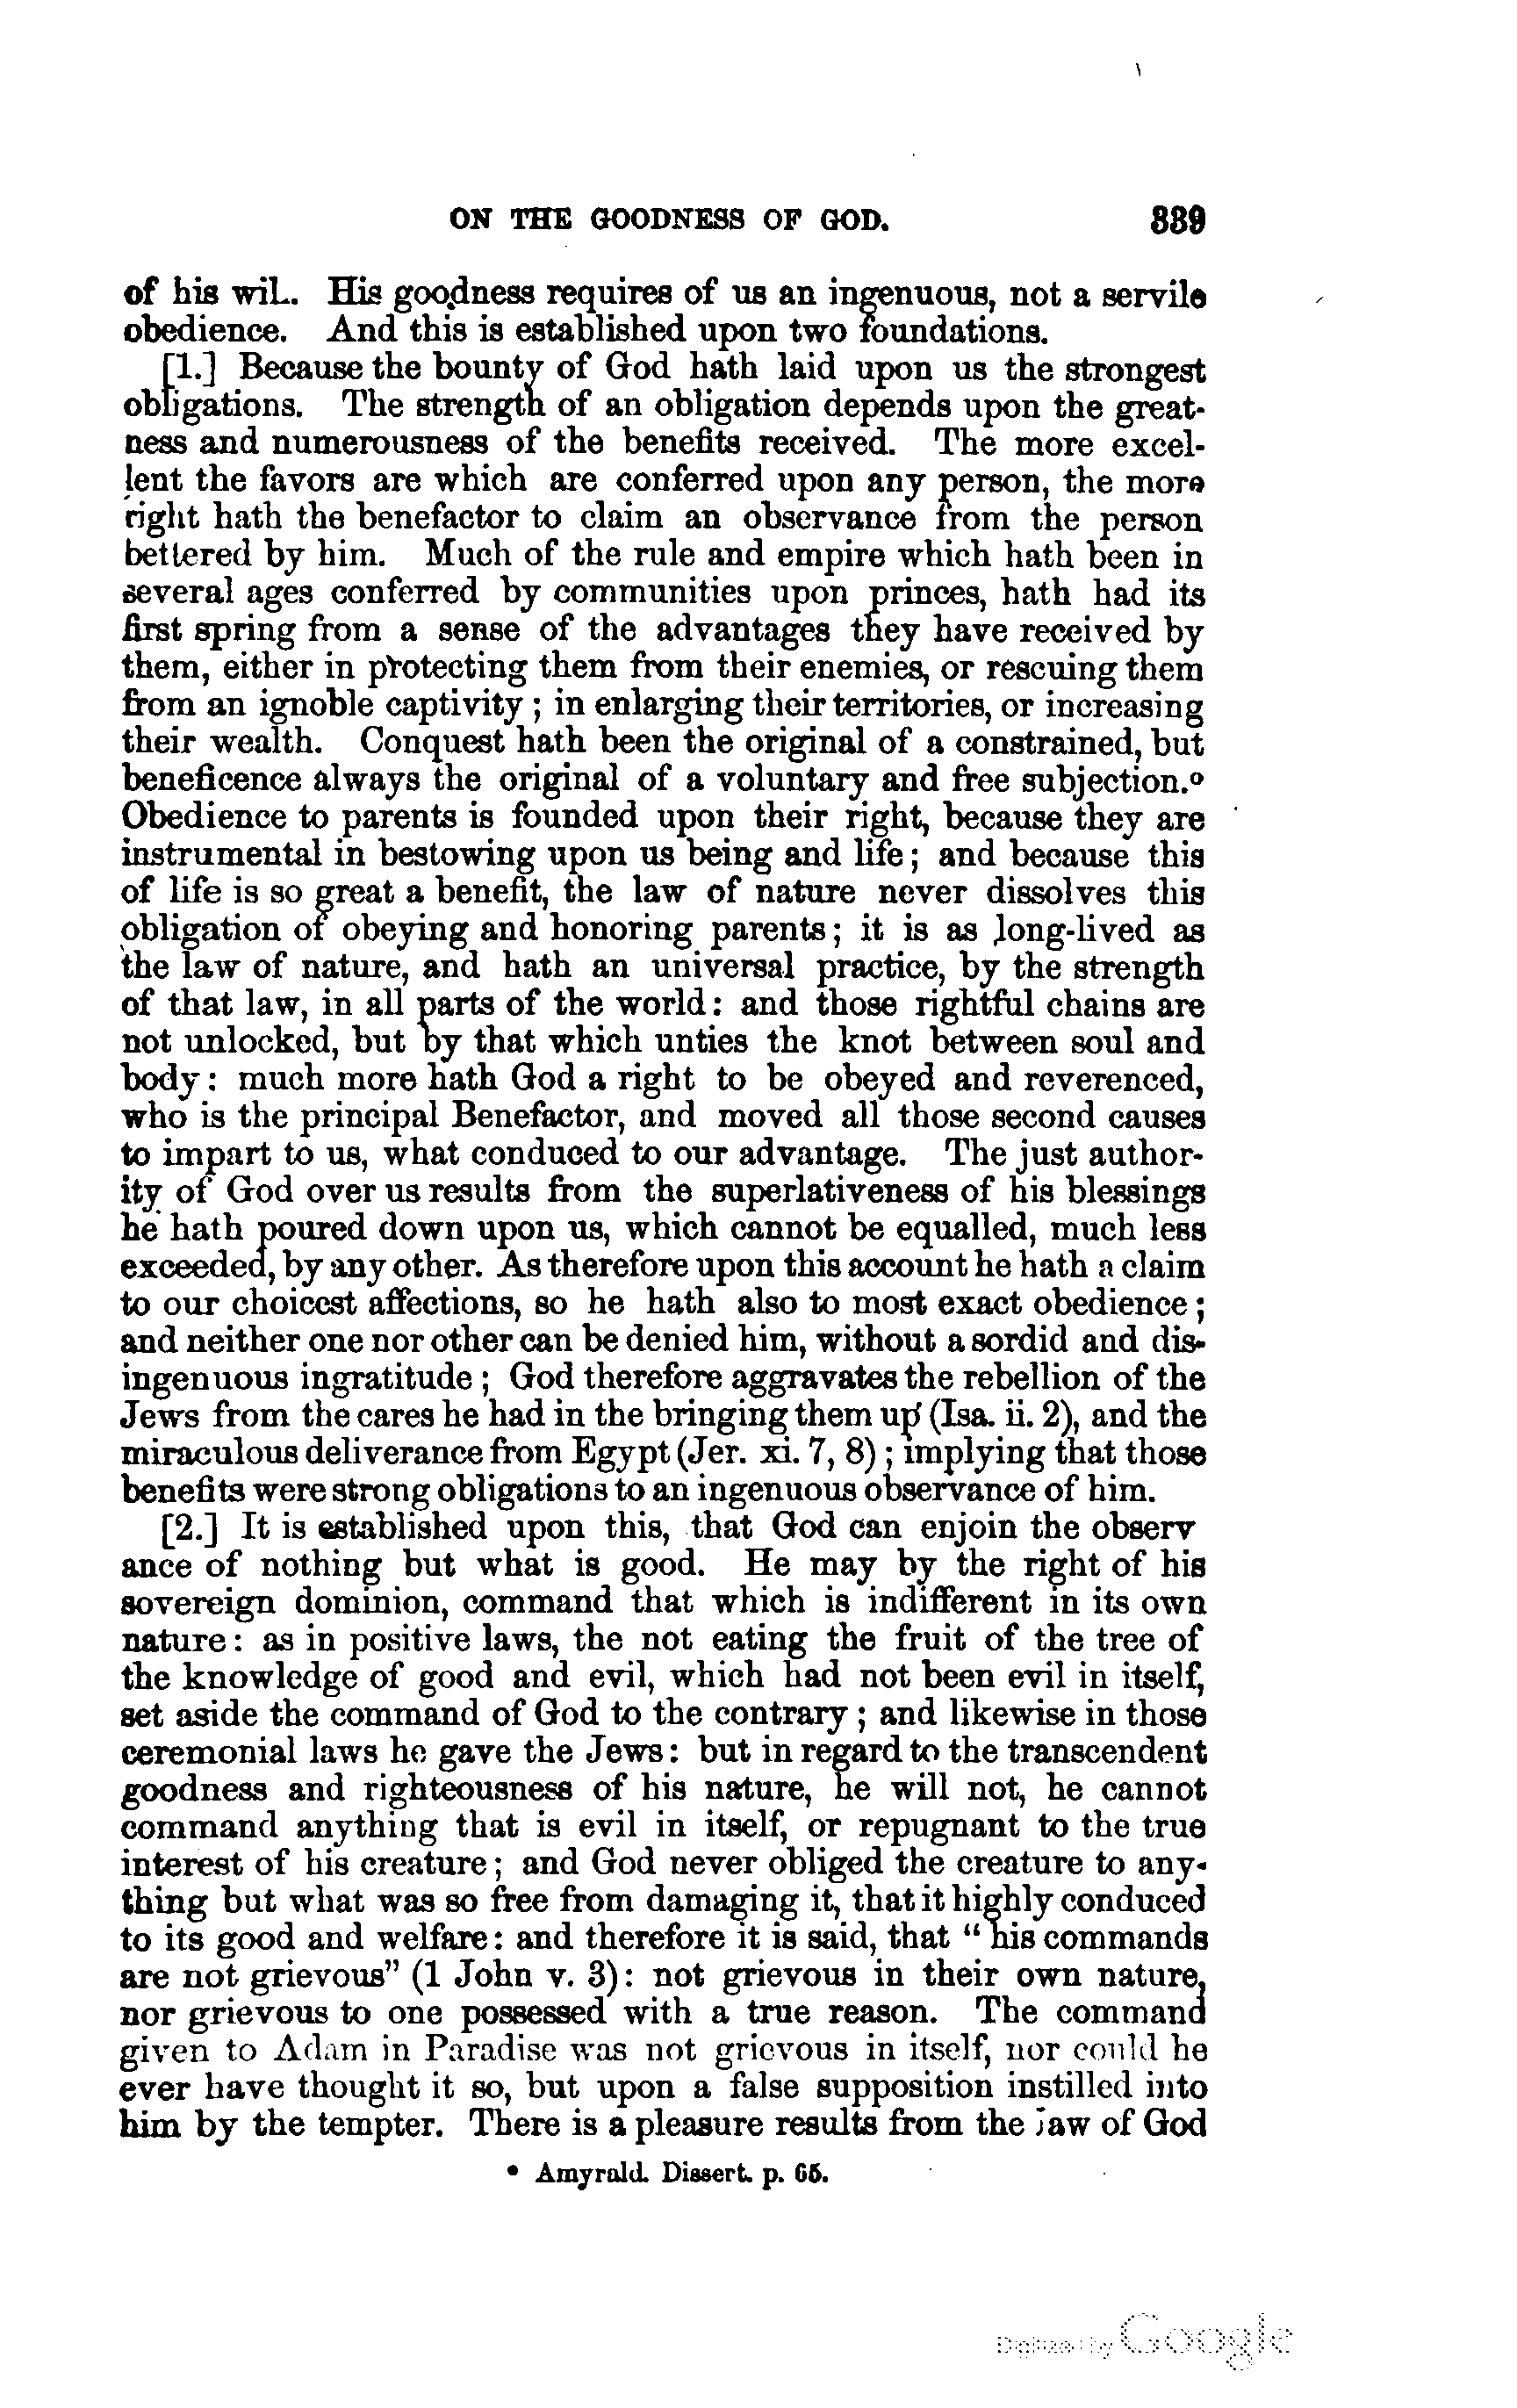 ON THE GOODNESS OF GOD. 339
of his wil. His goodness requires of us an ingenuous, not a servile
obedience. And this is established upon two foundations.
[1.] Because the bounty of God hath laid upon us the strongest
obligations. The strength of an obligation depends upon the great-
ness and numerousness of the benefits received. The more excel-
lent the favors are which are conferred upon any person, the more
right hath the benefactor to claim an observance from the person
bettered by him. Much of the rule and empire which hath been in
several ages conferred by communities upon princes, hath had its
first spring from a sense of the advantages they have received by
them, either in protecting them from their enemies, or rescuing them
from an ignoble captivity; in enlarging their territories, or increasing
their wealth. Conquest hath been the original of a constrained, but
beneficence always the original of a voluntary and free subjection.º
Obedience to parents is founded upon their right, because they are
instrumental in bestowing upon us being and life; and because this
of life is so great a benefit, the law of nature never dissolves this
obligation of obeying and honoring parents; it is as long-lived as
the law of nature, and hath an universal practice, by the strength
of that law, in all parts of the world: and those rightful chains are
not unlocked, but by that which unties the knot between soul and
body: much more hath God a right to be obeyed and reverenced,
who is the principal Benefactor, and moved all those second causes
to impart to us, what conduced to our advantage. The just author-
ity of God over us results from the superlativeness of his blessings
he hath poured down upon us, which cannot be equalled, much less
exceeded, by any other. As therefore upon this account he hath a claim
to our choicest affections, so he hath also to most exact obedience;
and neither one nor other can be denied him, without a sordid and dis-
ingenuous ingratitude; God therefore aggravates the rebellion of the
Jews from the cares he had in the bringing them up (Isa. ii. 2), and the
miraculous deliverance from Egypt (Jer. xi. 7, 8); implying that those
benefits were strong obligations to an ingenuous observance of him.
[2.] It is established upon this, that God can enjoin the observ
ance of nothing but what is good. He may by the right of his
sovereign dominion, command that which is indifferent in its own
nature: as in positive laws, the not eating the fruit of the tree of
the knowledge of good and evil, which had not been evil in itself,
set aside the command of God to the contrary; and likewise in those
ceremonial laws he gave the Jews: but in regard to the transcendent
goodness and righteousness of his nature, he will not, he cannot
command anything that is evil in itself, or repugnant to the true
interest of his creature; and God never obliged the creature to any-
thing but what was so free from damaging it, that it highly conduced
to its good and welfare: and therefore it is said, that "his commands
are not grievous" (1 John v. 3): not grievous in their own nature,
nor grievous to one possessed with a true reason. The command
given to Adam in Paradise was not grievous in itself, nor could he
ever have thought it so, but upon a false supposition instilled into
him by the tempter. There is a pleasure results from the law of God
• Amyrald. Dissert. p. 65.
Digitized by Google